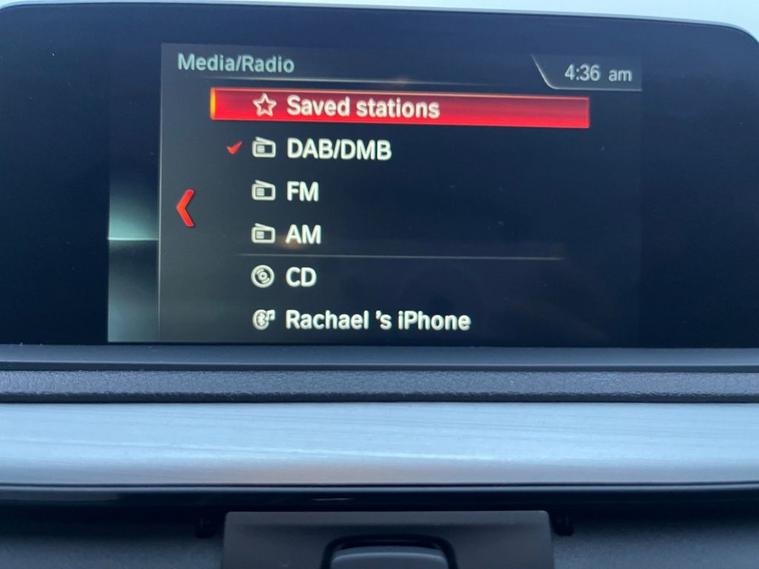 Media/Radio
4:36 am
Saved stations
DAB/DMB
FM
AM
CD
Rachael 's iPhone